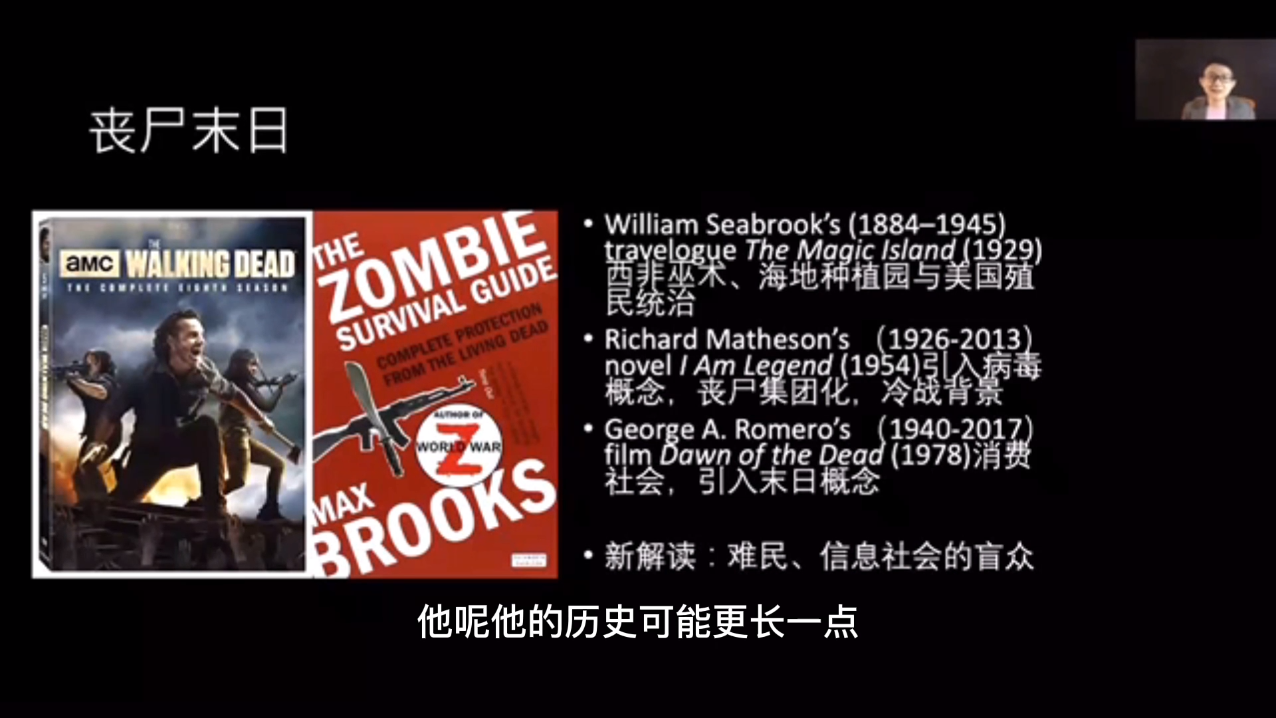 丧尸末日
THE
amc WALKING DEAD
THE COMPLETE EIGHTH SEASON
THE
ZOMBIE
SURVIVAL GUIDE
COMPLETE PROTECTION
FROM THE LIVING DEAD
AUTHOR OF
WORLD WAR
Z
MAX
BROOKS
• William Seabrook’s (1884–1945)
travelogue The Magic Island (1929)
西非巫术、海地种植园与美国殖
民统治
• Richard Matheson’s （1926-2013）
novel I Am Legend (1954)引入病毒
概念，丧尸集团化，冷战背景
• George A. Romero’s （1940-2017）
film Dawn of the Dead (1978)消费
社会，引入末日概念
• 新解读：难民、信息社会的盲众
他呢他的历史可能更长一点